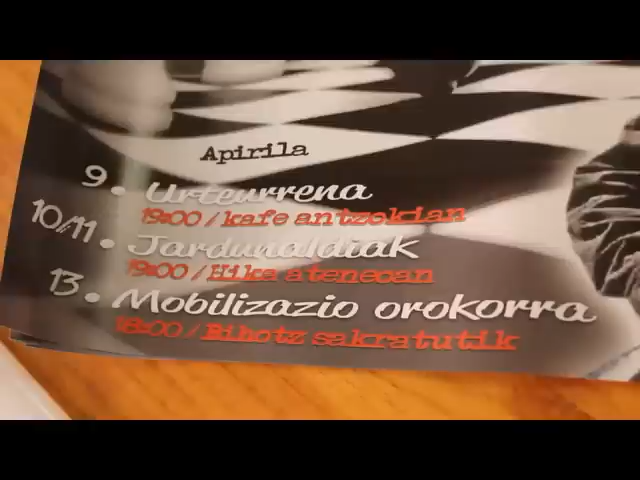 Apirila
9. Urteurrena
19:00 / kafe antzokian
10/11. Jardunaldiak
19:00 / Hika ateneoan
13. Mobilizazio orokorra
18:00 / Bihotz sakratutik